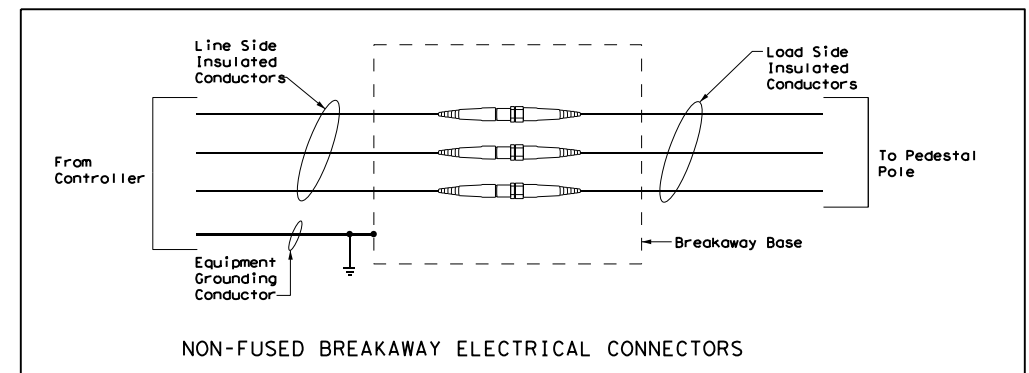 Line Side
Insulated
Conductors
Load Side
Insulated
Conductors
From
Controller
To Pedestal
Pole
Breakaway Base
Equipment
Grounding
Conductor
NON-FUSED BREAKAWAY ELECTRICAL CONNECTORS